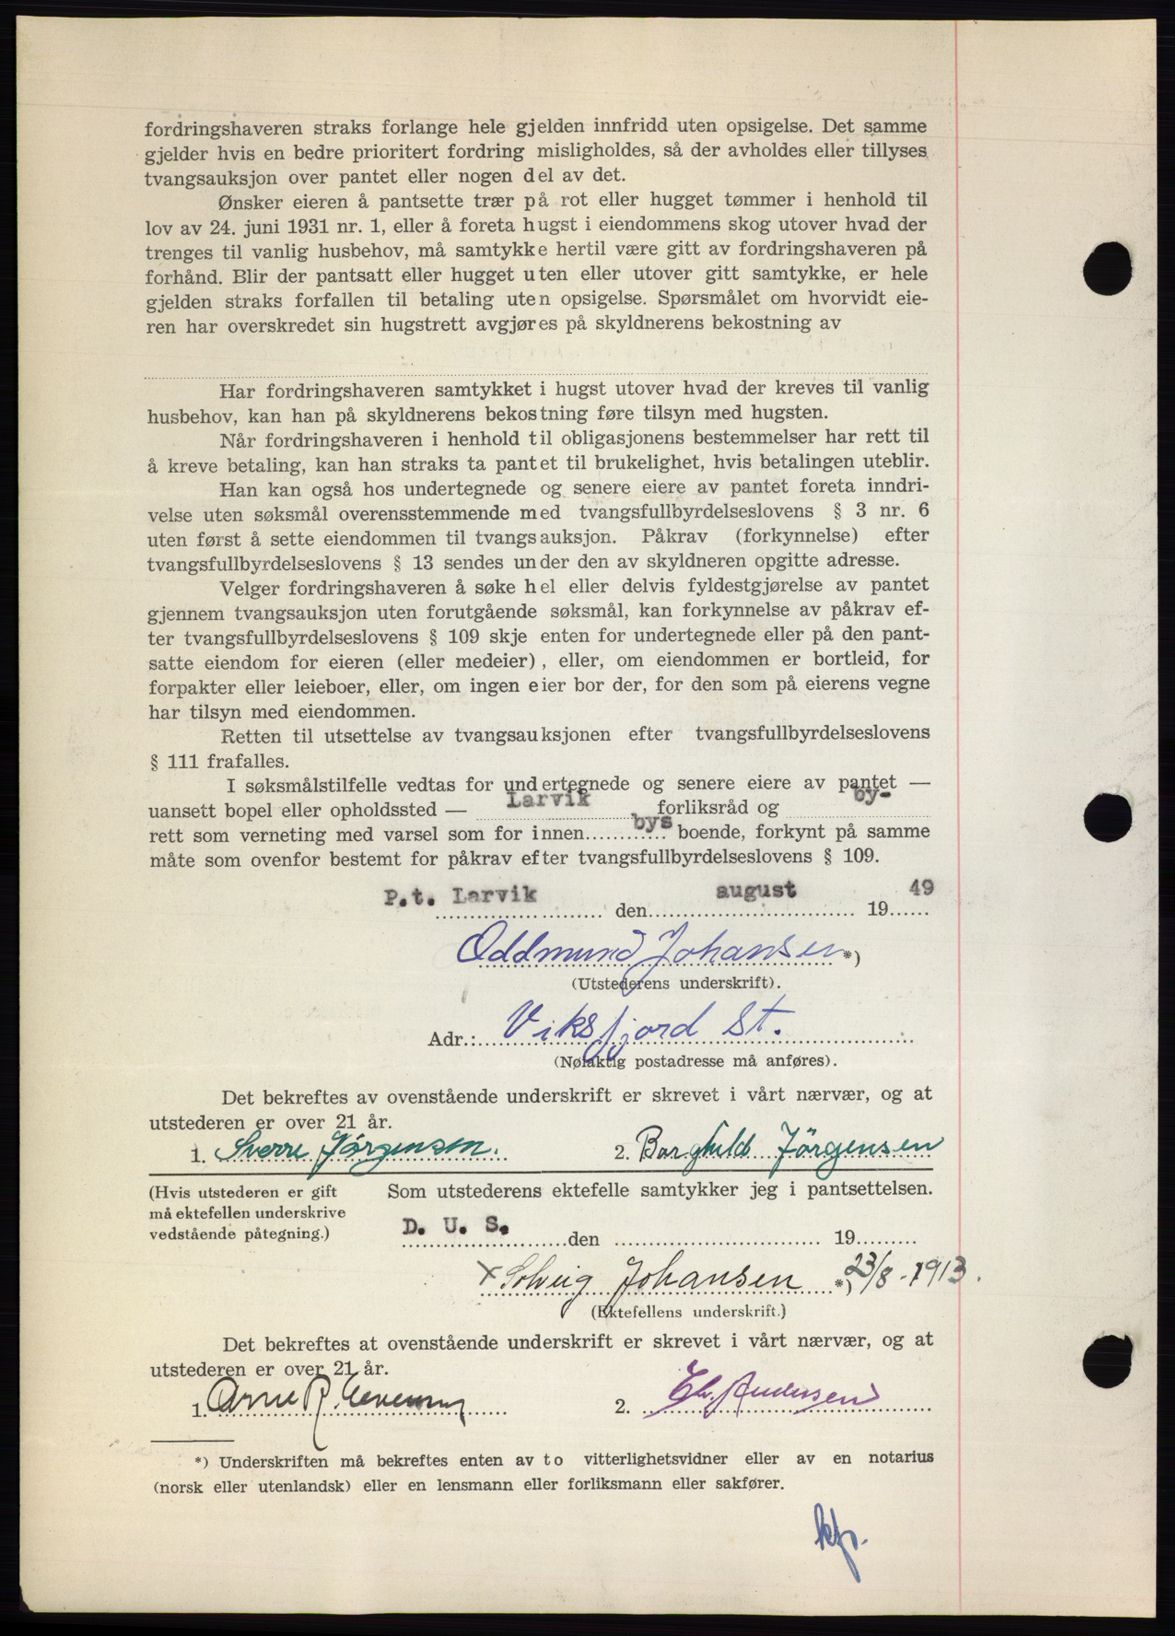 fordringshaveren straks forlange hele gjelden innfridd uten opsigelse. Det samme
gjelder hvis en bedre prioritert fordring misligholdes, så der avholdes eller tillyses
tvangsauksjon over pantet eller nogen del av det.
Ønsker eieren å pantsette trær på rot eller hugget tømmer i henhold til
lov av 24. juni 1931 nr. 1, eller å foreta hugst i eiendommens skog utover hvad der
trenges til vanlig husbehov, må samtykke hertil være gitt av fordringshaveren på
forhånd. Blir der pantsatt eller hugget uten eller utover gitt samtykke, er hele
gjelden straks forfallen til betaling uten opsigelse. Spørsmålet om hvorvidt eie-
ren har overskredet sin hugstrett avgjøres på skyldnerens bekostning av
Har fordringshaveren samtykket i hugst utover hvad der kreves til vanlig
husbehov, kan han på skyldnerens bekostning føre tilsyn med hugsten.
Når fordringshaveren i henhold til obligasjonens bestemmelser har rett til
å kreve betaling, kan han straks ta pantet til brukelighet, hvis betalingen uteblir.
Han kan også hos undertegnede og senere eiere av pantet foreta inndri-
velse uten søksmål overensstemmende med tvangsfullbyrdelseslovens § 3 nr. 6
uten først å sette eiendommen til tvangsauksjon. Påkrav (forkynnelse) efter
tvangsfullbyrdelseslovens § 13 sendes under den av skyldneren opgitte adresse.
Velger fordringshaveren å søke hel eller delvis fyldestgjørelse av pantet
gjennem tvangsauksjon uten forutgående søksmål, kan forkynnelse av påkrav ef-
ter tvangsfullbyrdelseslovens § 109 skje enten for undertegnede eller på den pant-
satte eiendom for eieren (eller medeier), eller, om eiendommen er bortleid, for
forpakter eller leieboer, eller, om ingen eier bor der, for den som på eierens vegne
har tilsyn med eiendommen.
Retten til utsettelse av tvangsauksjonen efter tvangsfullbyrdelseslovens
§ 111 frafalles.
I søksmålstilfelle vedtas for undertegnede og senere eiere av pantet —
uansett bopel eller opholdssted — Larvik forliksråd og by-
rett som verneting med varsel som for innen bys boende, forkynt på samme
måte som ovenfor bestemt for påkrav efter tvangsfullbyrdelseslovens § 109.
P.t. Larvik den august 1949
Oddmund Johansen *)
(Utstederens underskrift).
Adr.: Viksfjord St.
(Nøiaktig postadresse må anføres).
Det bekreftes av ovenstående underskrift er skrevet i vårt nærvær, og at
utstederen er over 21 år.
1. Sverre Jørgensen. 2. Borghild Jörgensen
(Hvis utstederen er gift
må ektefellen underskrive
vedstående påtegning.)
Som utstederens ektefelle samtykker jeg i pantsettelsen.
D. U. S. den 19
x Solveig Johansen *) 23/8-1913.
(Ektefellens underskrift.)
Det bekreftes at ovenstående underskrift er skrevet i vårt nærvær, og at
utstederen er over 21 år.
1. Arne R. 2. Andersen
*) Underskriften må bekreftes enten av to vitterlighetsvidner eller av en notarius
(norsk eller utenlandsk) eller en lensmann eller forliksmann eller sakfører.